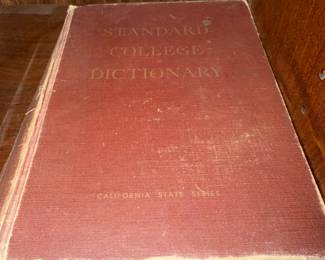 A
STANDARD
COLLEGE
DICTIONARY
CALIFORNIA STATE SERIES